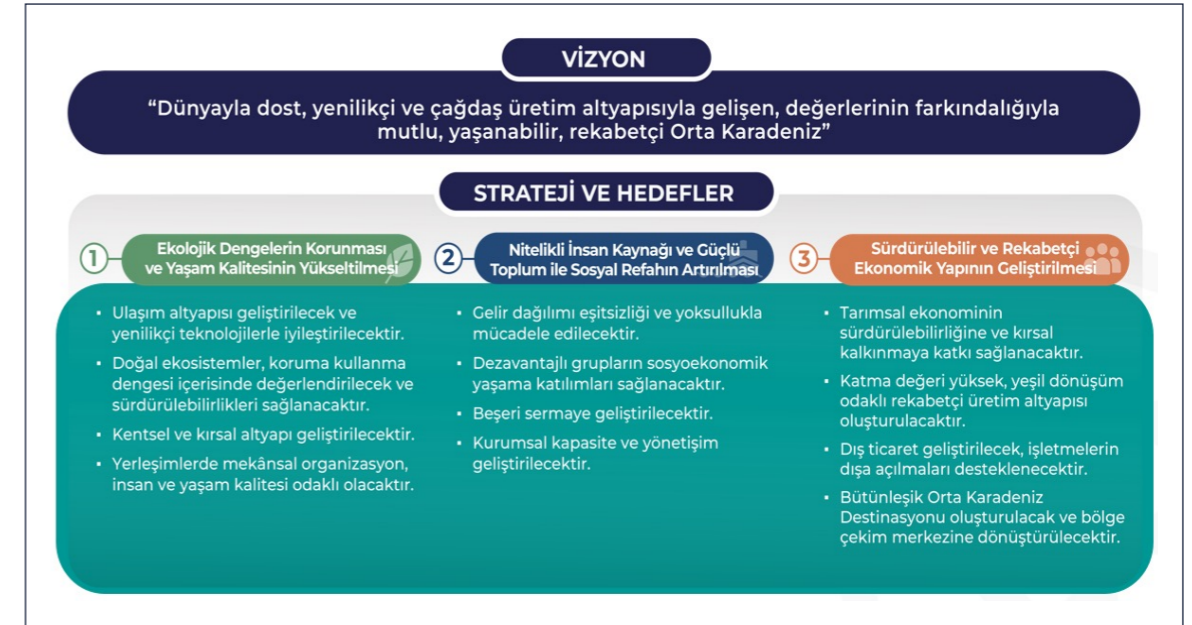 VİZYON
“Dünyayla dost, yenilikçi ve çağdaş üretim altyapısıyla gelişen, değerlerinin farkındalığıyla
mutlu, yaşanabilir, rekabetçi Orta Karadeniz”
STRATEJİ VE HEDEFLER
1
Ekolojik Dengelerin Korunması
ve Yaşam Kalitesinin Yükseltilmesi
▪ Ulaşım altyapısı geliştirilecek ve
yenilikçi teknolojilerle iyileştirilecektir.
▪ Doğal ekosistemler, koruma kullanma
dengesi içerisinde değerlendirilecek ve
sürdürülebilirlikleri sağlanacaktır.
▪ Kentsel ve kırsal altyapı geliştirilecektir.
▪ Yerleşimlerde mekânsal organizasyon,
insan ve yaşam kalitesi odaklı olacaktır.
2
Nitelikli İnsan Kaynağı ve Güçlü
Toplum ile Sosyal Refahın Artırılması
▪ Gelir dağılımı eşitsizliği ve yoksullukla
mücadele edilecektir.
▪ Dezavantajlı grupların sosyoekonomik
yaşama katılımları sağlanacaktır.
▪ Beşeri sermaye geliştirilecektir.
▪ Kurumsal kapasite ve yönetişim
geliştirilecektir.
3
Sürdürülebilir ve Rekabetçi
Ekonomik Yapının Geliştirilmesi
▪ Tarımsal ekonominin
sürdürülebilirliğine ve kırsal
kalkınmaya katkı sağlanacaktır.
▪ Katma değeri yüksek, yeşil dönüşüm
odaklı rekabetçi üretim altyapısı
oluşturulacaktır.
▪ Dış ticaret geliştirilecek, işletmelerin
dışa açılmaları desteklenecektir.
▪ Bütünleşik Orta Karadeniz
Destinasyonu oluşturulacak ve bölge
çekim merkezine dönüştürülecektir.